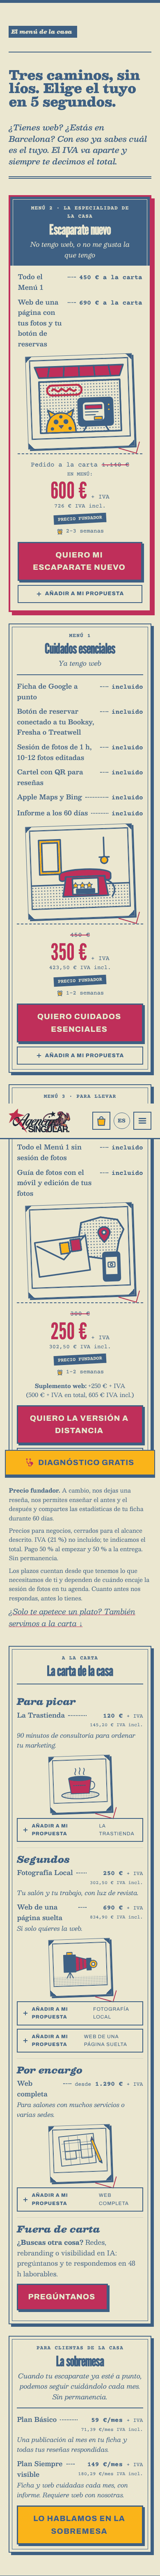 El menú de la casa
Tres caminos, sin
líos. Elige el tuyo
en 5 segundos.
¿Tienes web? ¿Estás en
Barcelona? Con eso ya sabes cuál
es el tuyo. El IVA va aparte y
siempre te decimos el total.
MENÚ 2 · LA ESPECIALIDAD DE
LA CASA
Escaparate nuevo
No tengo web, o no me gusta la
que tengo
Todo el
Menú 1
450 € a la carta
Web de una
página con
tus fotos y tu
botón de
reservas
690 € a la carta
Pedido a la carta 1.140 €
EN MENÚ:
600 € + IVA
726 € IVA incl.
PRECIO FUNDADOR
2-3 semanas
QUIERO MI
ESCAPARATE NUEVO
+ AÑADIR A MI PROPUESTA
MENÚ 1
Cuidados esenciales
Ya tengo web
Ficha de Google a
punto
incluido
Botón de reservar
conectado a tu Booksy,
Fresha o Treatwell
incluido
Sesión de fotos de 1 h,
10-12 fotos editadas
incluido
Cartel con QR para
reseñas
incluido
Apple Maps y Bing
incluido
Informe a los 60 días
incluido
450 €
350 € + IVA
423,50 € IVA incl.
PRECIO FUNDADOR
1-2 semanas
QUIERO CUIDADOS
ESENCIALES
+ AÑADIR A MI PROPUESTA
MENÚ 3 · PARA LLEVAR
SINGULAR
ES
Todo el Menú 1 sin
sesión de fotos
incluido
Guía de fotos con el
móvil y edición de tus
fotos
incluido
300 €
250 € + IVA
302,50 € IVA incl.
PRECIO FUNDADOR
1-2 semanas
Suplemento web: +250 € + IVA
(500 € + IVA en total, 605 € IVA incl.)
QUIERO LA VERSIÓN A
DISTANCIA
DIAGNÓSTICO GRATIS
Precio fundador. A cambio, nos dejas una
reseña, nos permites enseñar el antes y el
después y compartes las estadísticas de tu ficha
durante 60 días.
Precios para negocios, cerrados para el alcance
descrito. IVA (21 %) no incluido; te indicamos el
total. Pago 50 % al empezar y 50 % a la entrega.
Sin permanencia.
Los plazos cuentan desde que tenemos lo que
necesitamos de ti y dependen de cuándo encaje la
sesión de fotos en tu agenda. Cuanto antes nos
respondas, antes lo tienes.
¿Solo te apetece un plato? También
servimos a la carta ↓
A LA CARTA
La carta de la casa
Para picar
La Trastienda
120 € + IVA
145,20 € IVA incl.
90 minutos de consultoría para ordenar
tu marketing.
+ AÑADIR A MI
PROPUESTA
LA
TRASTIENDA
Segundos
Fotografía Local
250 € + IVA
302,50 € IVA incl.
Tu salón y tu trabajo, con luz de revista.
Web de una
página suelta
690 € + IVA
834,90 € IVA incl.
Si solo quieres la web.
+ AÑADIR A MI
PROPUESTA
FOTOGRAFÍA
LOCAL
+ AÑADIR A MI
PROPUESTA
WEB DE UNA
PÁGINA SUELTA
Por encargo
Web
completa
desde 1.290 € + IVA
Para salones con muchos servicios o
varias sedes.
+ AÑADIR A MI
PROPUESTA
WEB
COMPLETA
Fuera de carta
¿Buscas otra cosa? Redes,
rebranding o visibilidad en IA:
pregúntanos y te respondemos en 48
h laborables.
PREGÚNTANOS
PARA CLIENTAS DE LA CASA
La sobremesa
Cuando tu escaparate ya esté a punto,
podemos seguir cuidándolo cada mes.
Sin permanencia.
Plan Básico
59 €/mes + IVA
71,39 €/mes IVA incl.
Una publicación al mes en tu ficha y
todas tus reseñas respondidas.
Plan Siempre
visible
149 €/mes + IVA
180,29 €/mes IVA incl.
Ficha y web cuidadas cada mes, con
informe. Requiere web con nosotras.
LO HABLAMOS EN LA
SOBREMESA